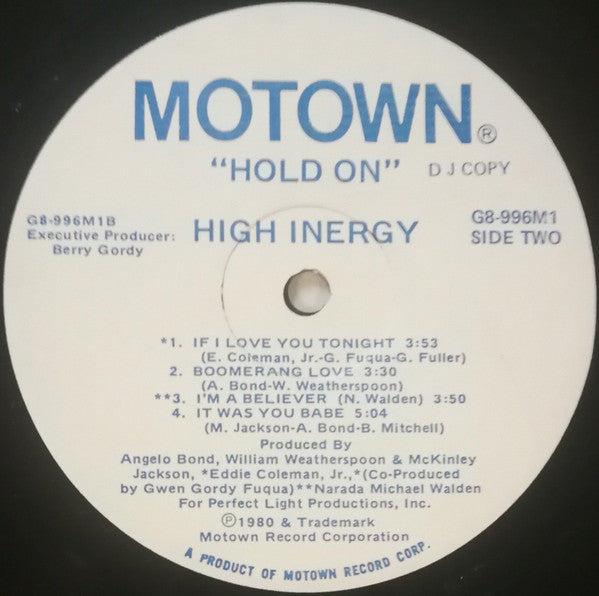 MOTOWN®
"HOLD ON" D J COPY
G8-996M1B
Executive Producer:
Berry Gordy
HIGH INERGY
G8-996M1
SIDE TWO
*1. IF I LOVE YOU TONIGHT 3:53
(E. Coleman, Jr.-G. Fuqua-G. Fuller)
2. BOOMERANG LOVE 3:30
(A. Bond-W. Weatherspoon)
**3. I'M A BELIEVER (N. Walden) 3:50
4. IT WAS YOU BABE 5:04
(M. Jackson-A. Bond-B. Mitchell)
Produced By
Angelo Bond, William Weatherspoon & McKinley
Jackson, *Eddie Coleman, Jr.,*(Co-Produced
by Gwen Gordy Fuqua)**Narada Michael Walden
For Perfect Light Productions, Inc.
Ⓟ1980 & Trademark
Motown Record Corporation
A PRODUCT OF MOTOWN RECORD CORP.